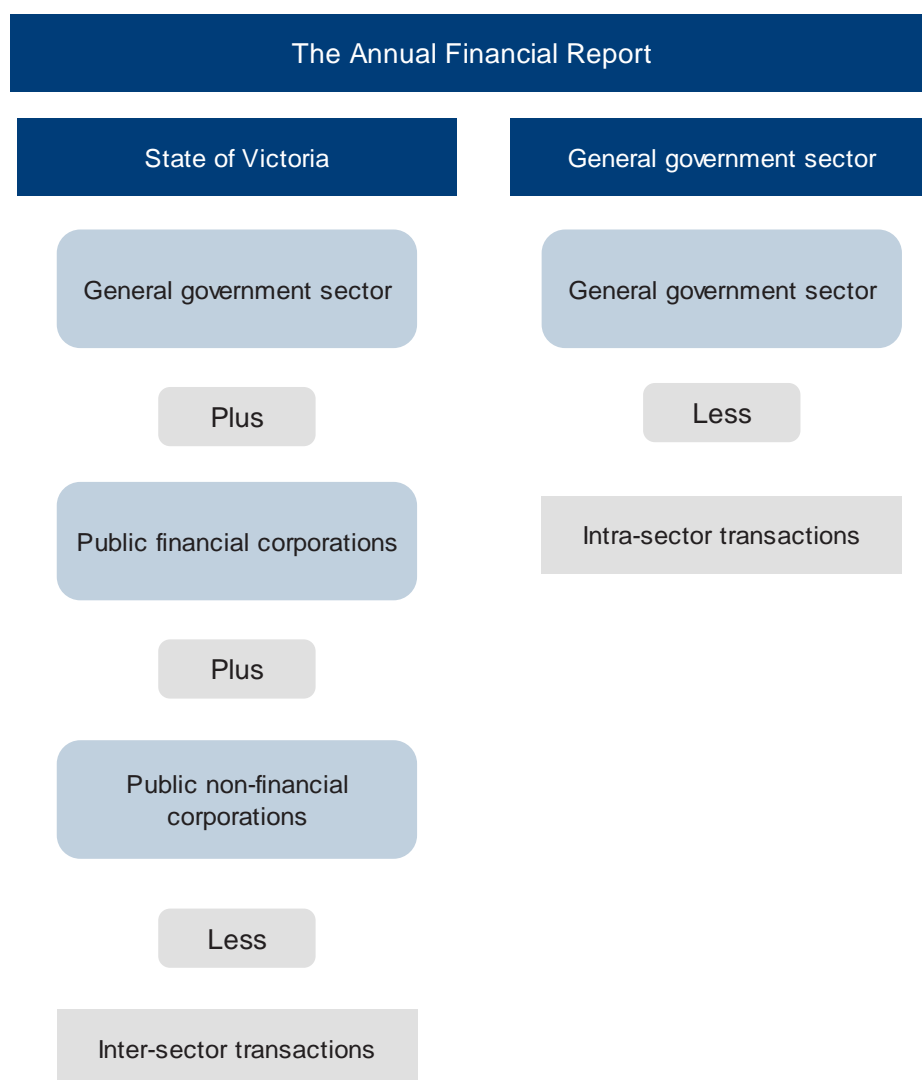 The Annual Financial Report
State of Victoria
General government sector
Plus
Public financial corporations
Plus
Public non-financial
corporations
Less
Inter-sector transactions
General government sector
General government sector
Less
Intra-sector transactions